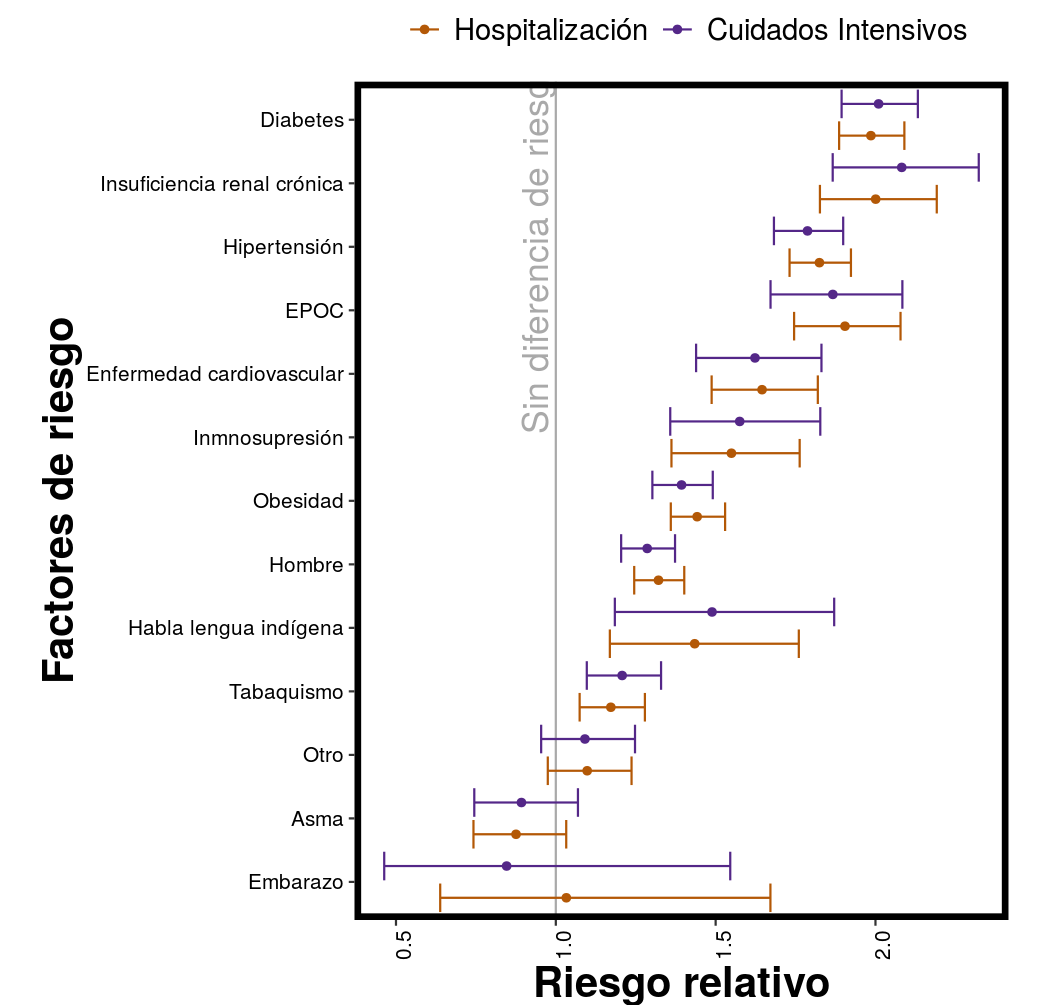 Hospitalización Cuidados Intensivos
Sin diferencia de riesg
Factores de riesgo
Diabetes
Insuficiencia renal crónica
Hipertensión
EPOC
Enfermedad cardiovascular
Inmnosupresión
Obesidad
Hombre
Habla lengua indígena
Tabaquismo
Otro
Asma
Embarazo
0.5 1.0 1.5 2.0
Riesgo relativo